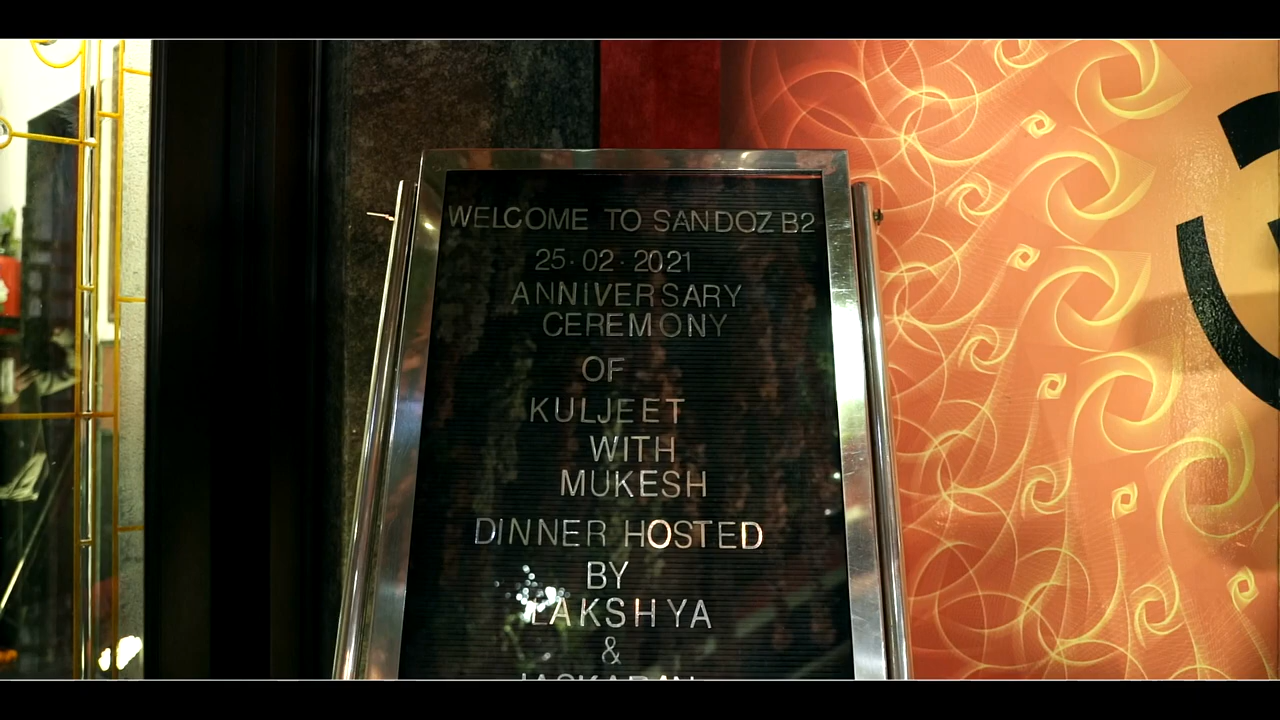 WELCOME TO SANDOZ B2
25·02·2021
ANNIVERSARY
CEREMONY
OF
KULJEET
WITH
MUKESH
DINNER HOSTED
BY
LAKSHYA
&